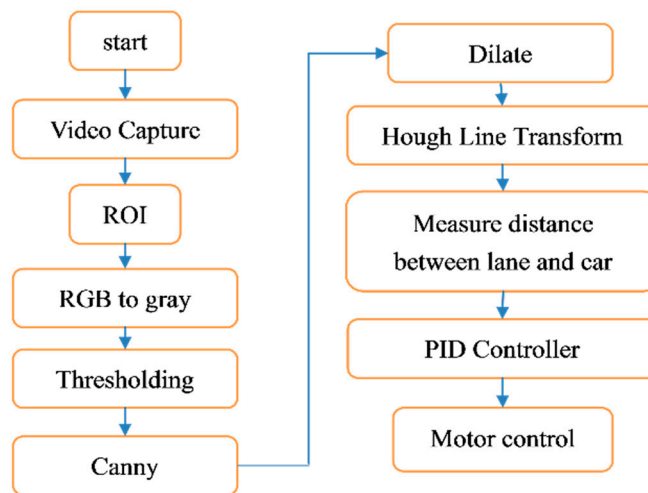 start
Video Capture
ROI
RGB to gray
Thresholding
Canny
Dilate
Hough Line Transform
Measure distance
between lane and car
PID Controller
Motor control